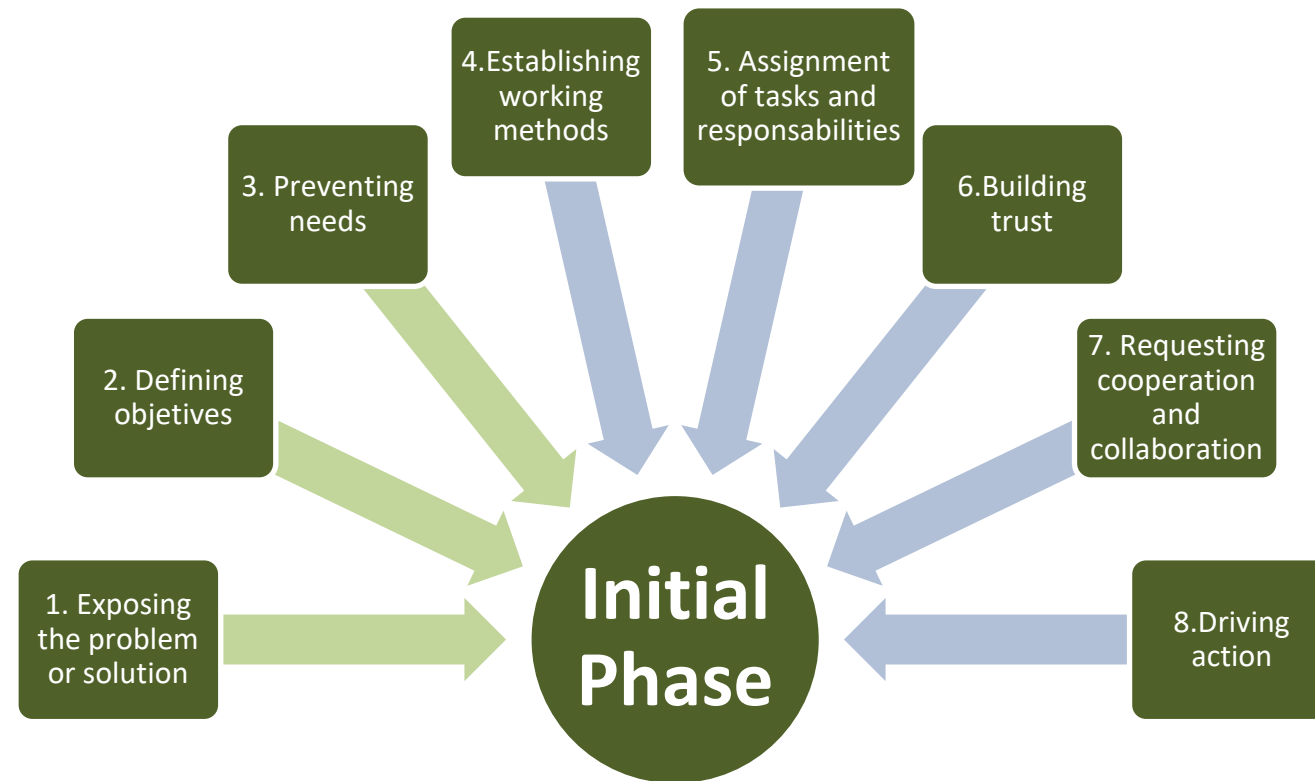 1. Exposing
the problem
or solution
2. Defining
objetives
3. Preventing
needs
4.Establishing
working
methods
5. Assignment
of tasks and
responsabilities
6.Building
trust
7. Requesting
cooperation
and
collaboration
8.Driving
action
Initial
Phase